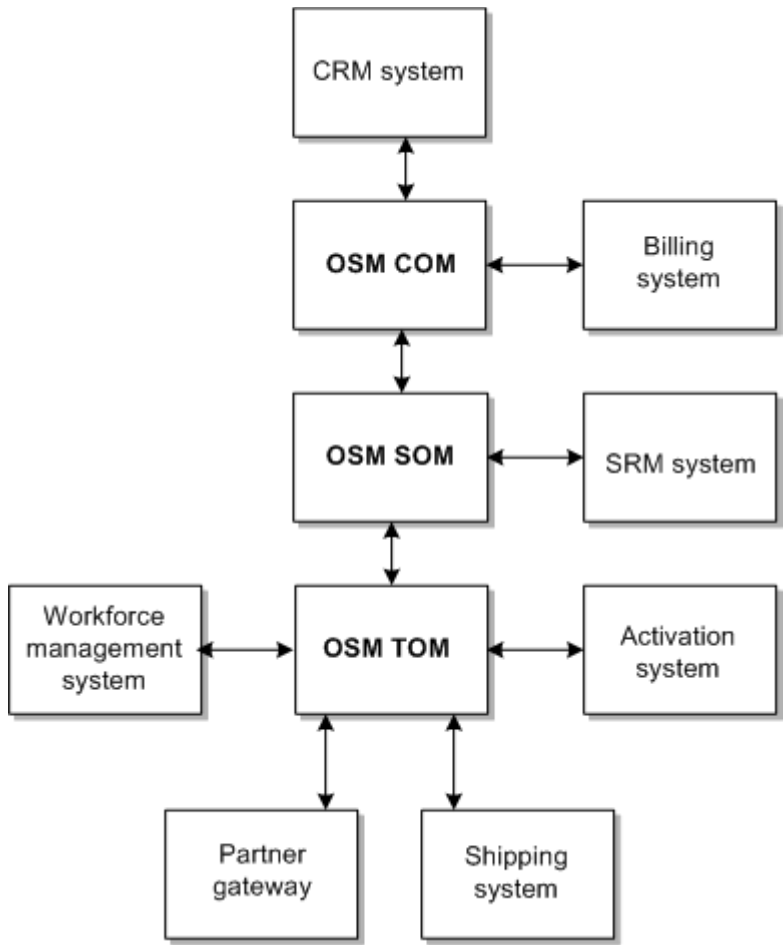 CRM system
OSM COM
Billing
system
OSM SOM
SRM system
Workforce
management
system
OSM TOM
Activation
system
Partner
gateway
Shipping
system